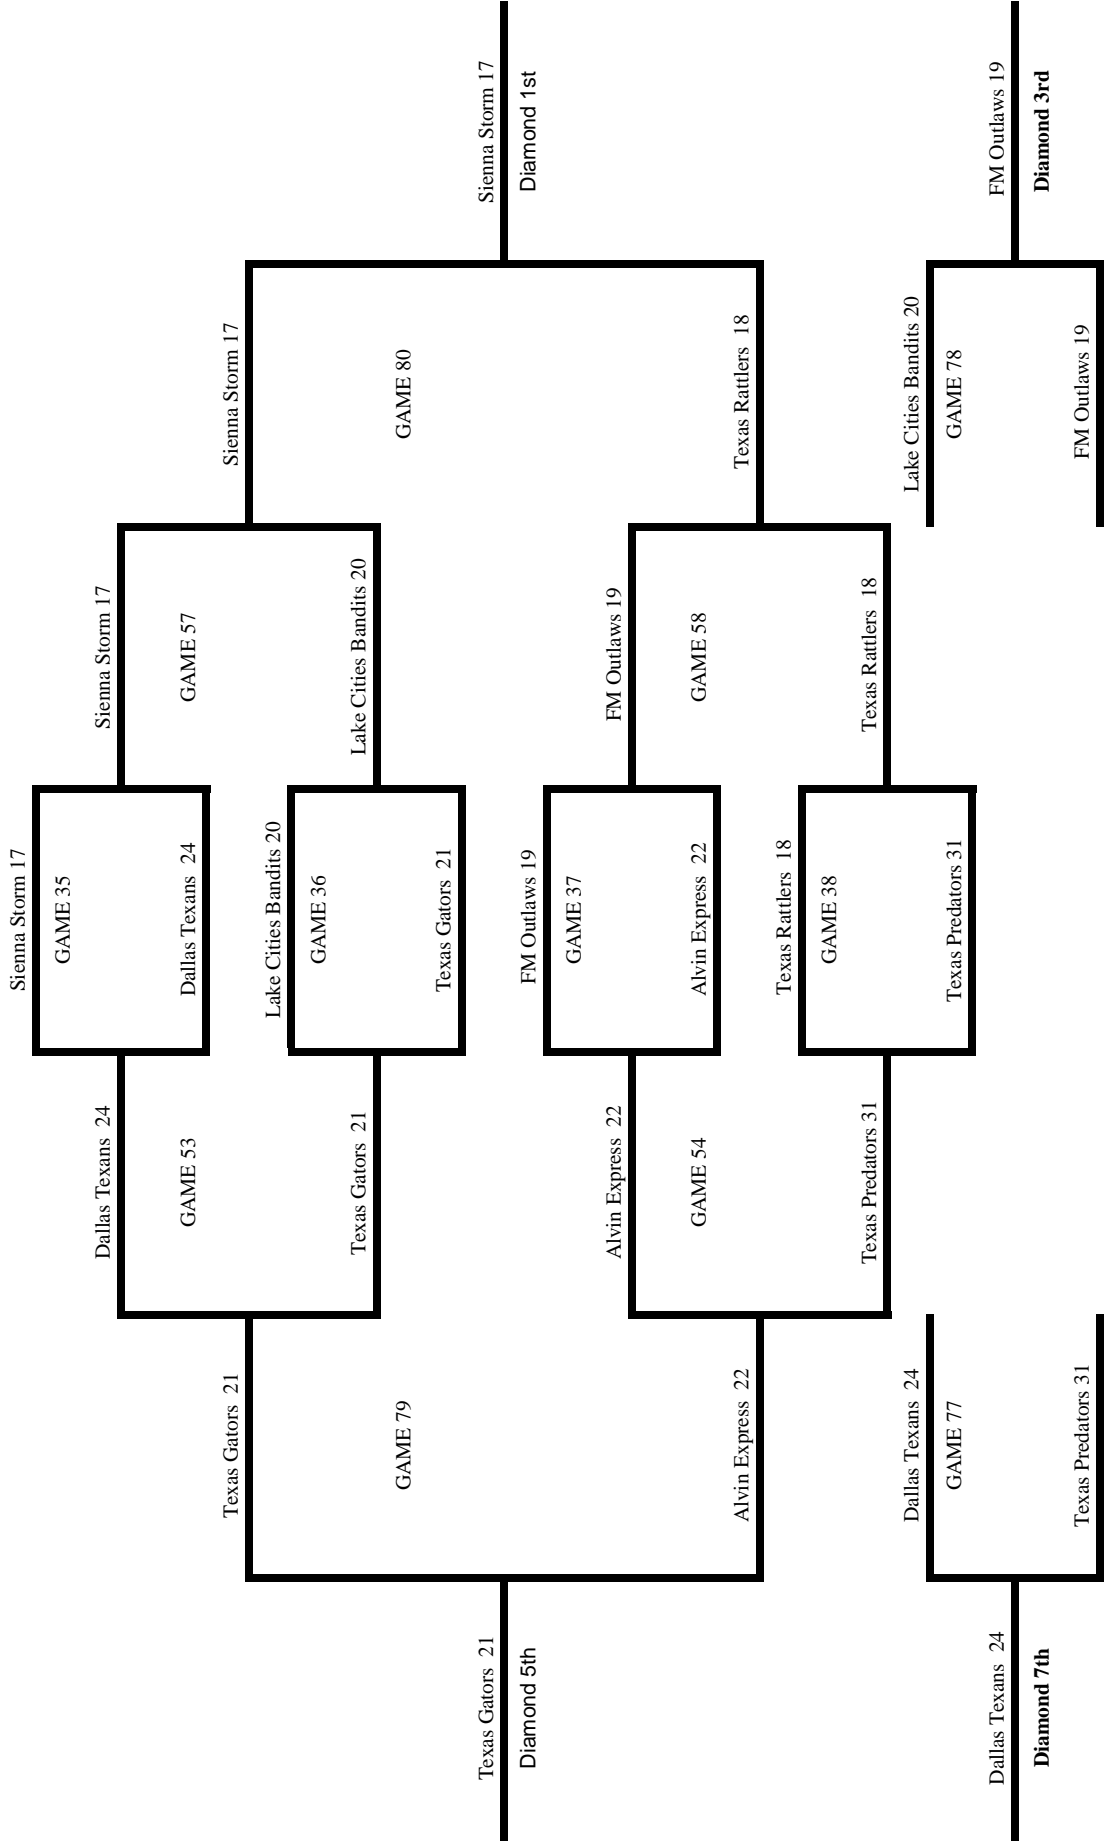 Sienna Storm 17
GAME 35
Dallas Texans 24
Sienna Storm 17
GAME 53
Dallas Texans 24
GAME 57
Texas Gators 21
Sienna Storm 17
Lake Cities Bandits 20
GAME 36
Texas Gators 21
Lake Cities Bandits 20
GAME 79
GAME 80
Texas Gators 21
Texas Gators 21
Sienna Storm 17
Diamond 5th
FM Outlaws 19
Diamond 1st
GAME 37
Alvin Express 22
FM Outlaws 19
GAME 54
Alvin Express 22
GAME 58
Alvin Express 22
Texas Rattlers 18
Texas Rattlers 18
GAME 38
Texas Predators 31
Texas Rattlers 18
Dallas Texans 24
Lake Cities Bandits 20
GAME 77
Texas Predators 31
GAME 78
Dallas Texans 24
FM Outlaws 19
Diamond 7th
Diamond 3rd
Texas Predators 31
FM Outlaws 19